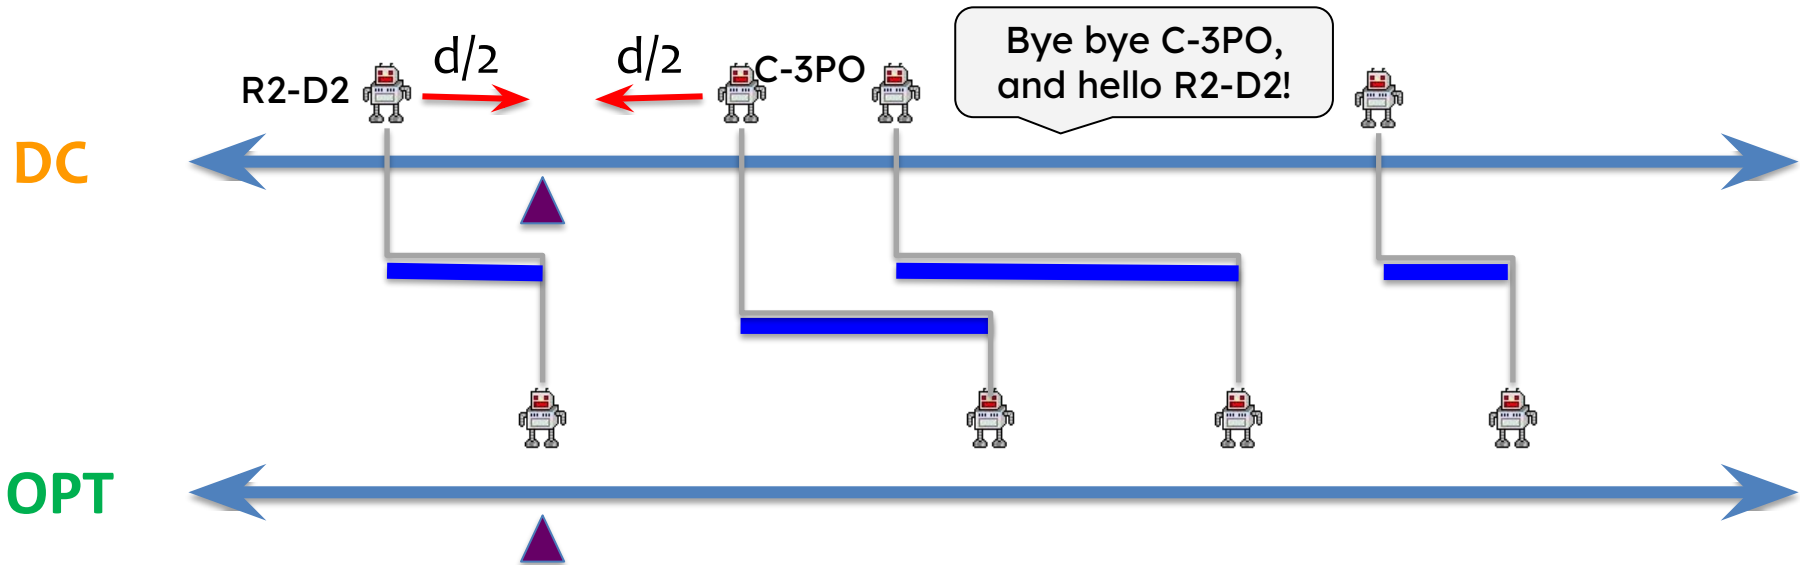 R2-D2
d/2
d/2
C-3PO
Bye bye C-3PO,
and hello R2-D2!
DC
OPT